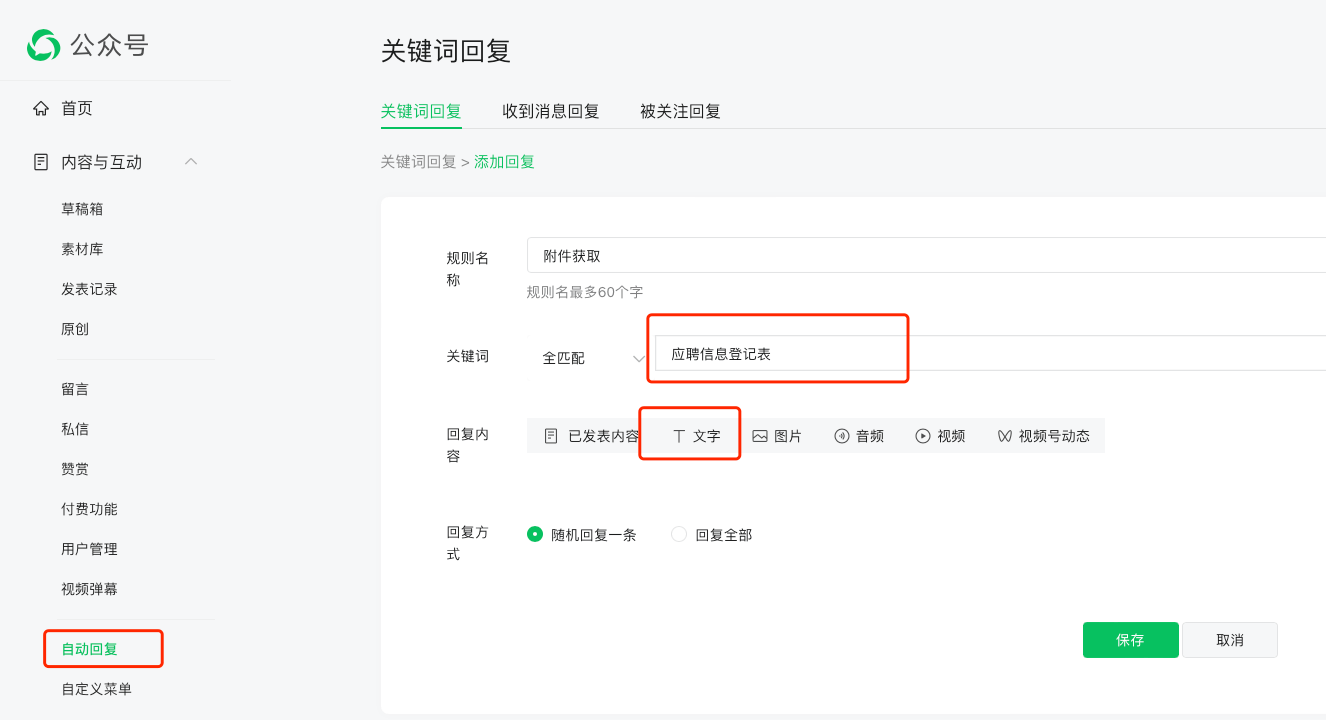 公众号
首页
内容与互动
草稿箱
素材库
发表记录
原创
留言
私信
赞赏
付费功能
用户管理
视频弹幕
自动回复
自定义菜单
关键词回复
关键词回复 收到消息回复 被关注回复
关键词回复 > 添加回复
规则名称 附件获取
规则名最多60个字
关键词 全匹配 应聘信息登记表
回复内容 已发表内容 文字 图片 音频 视频 视频号动态
回复方式 随机回复一条 回复全部
保存 取消